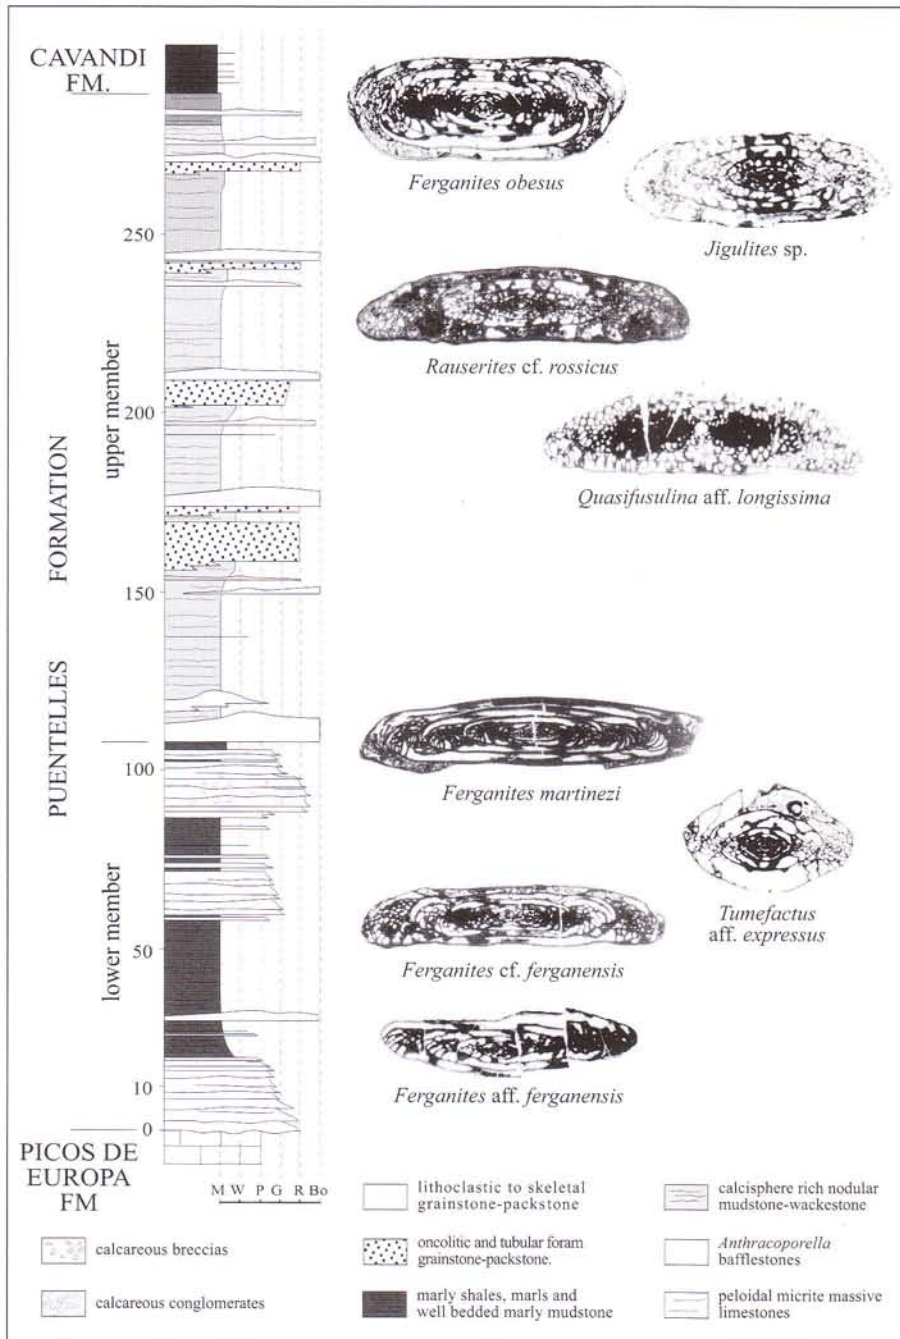 CAVANDI
FM.
Ferganites obesus
Jigulites sp.
250
Rauserites cf. rossicus
upper member
200
Quasifusulina aff. longissima
FORMATION
150
PUENTELLES
Ferganites martinezi
100
Tumefactus
aff. expressus
lower member
50
Ferganites cf. ferganensis
Ferganites aff. ferganensis
10
0
PICOS DE
EUROPA
FM
M W P G R Bo
calcareous breccias
calcareous conglomerates
lithoclastic to skeletal
grainstone-packstone
oncolitic and tubular foram
grainstone-packstone.
marly shales, marls and
well bedded marly mudstone
calcisphere rich nodular
mudstone-wackestone
Anthracoporella
bafflestones
peloidal micrite massive
limestones